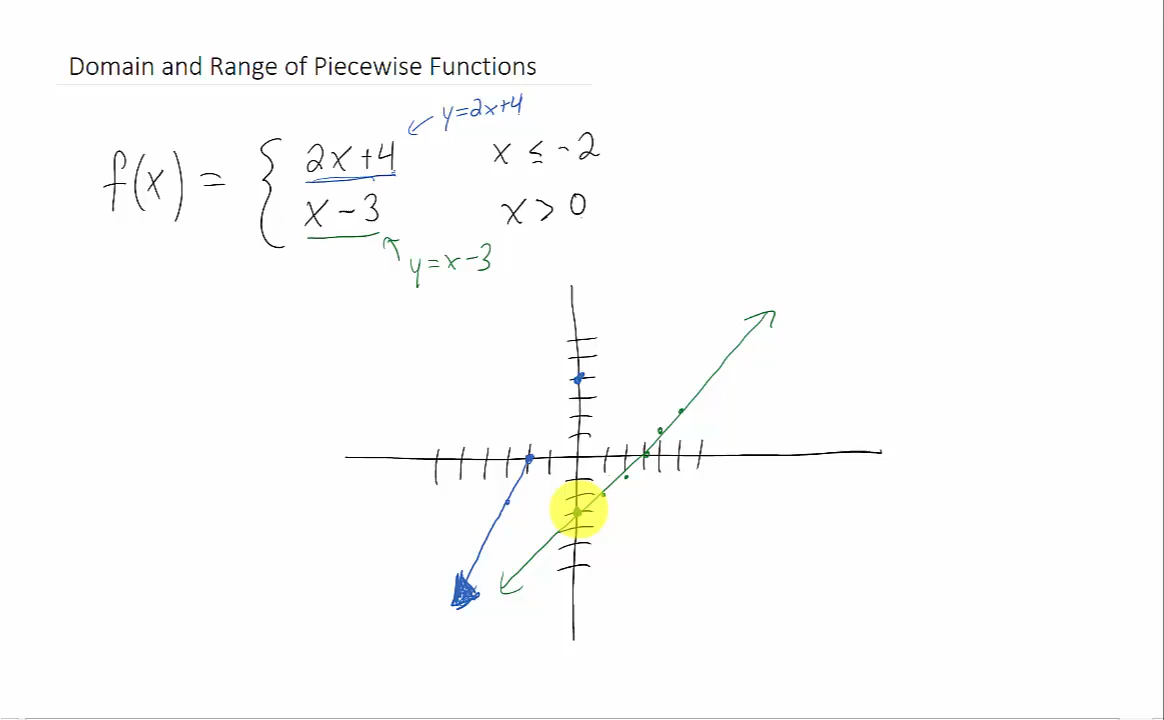 Domain and Range of Piecewise Functions
y=2x+4
f(x) = { 2x+4 x ≤ -2
x-3 x > 0
y=x-3